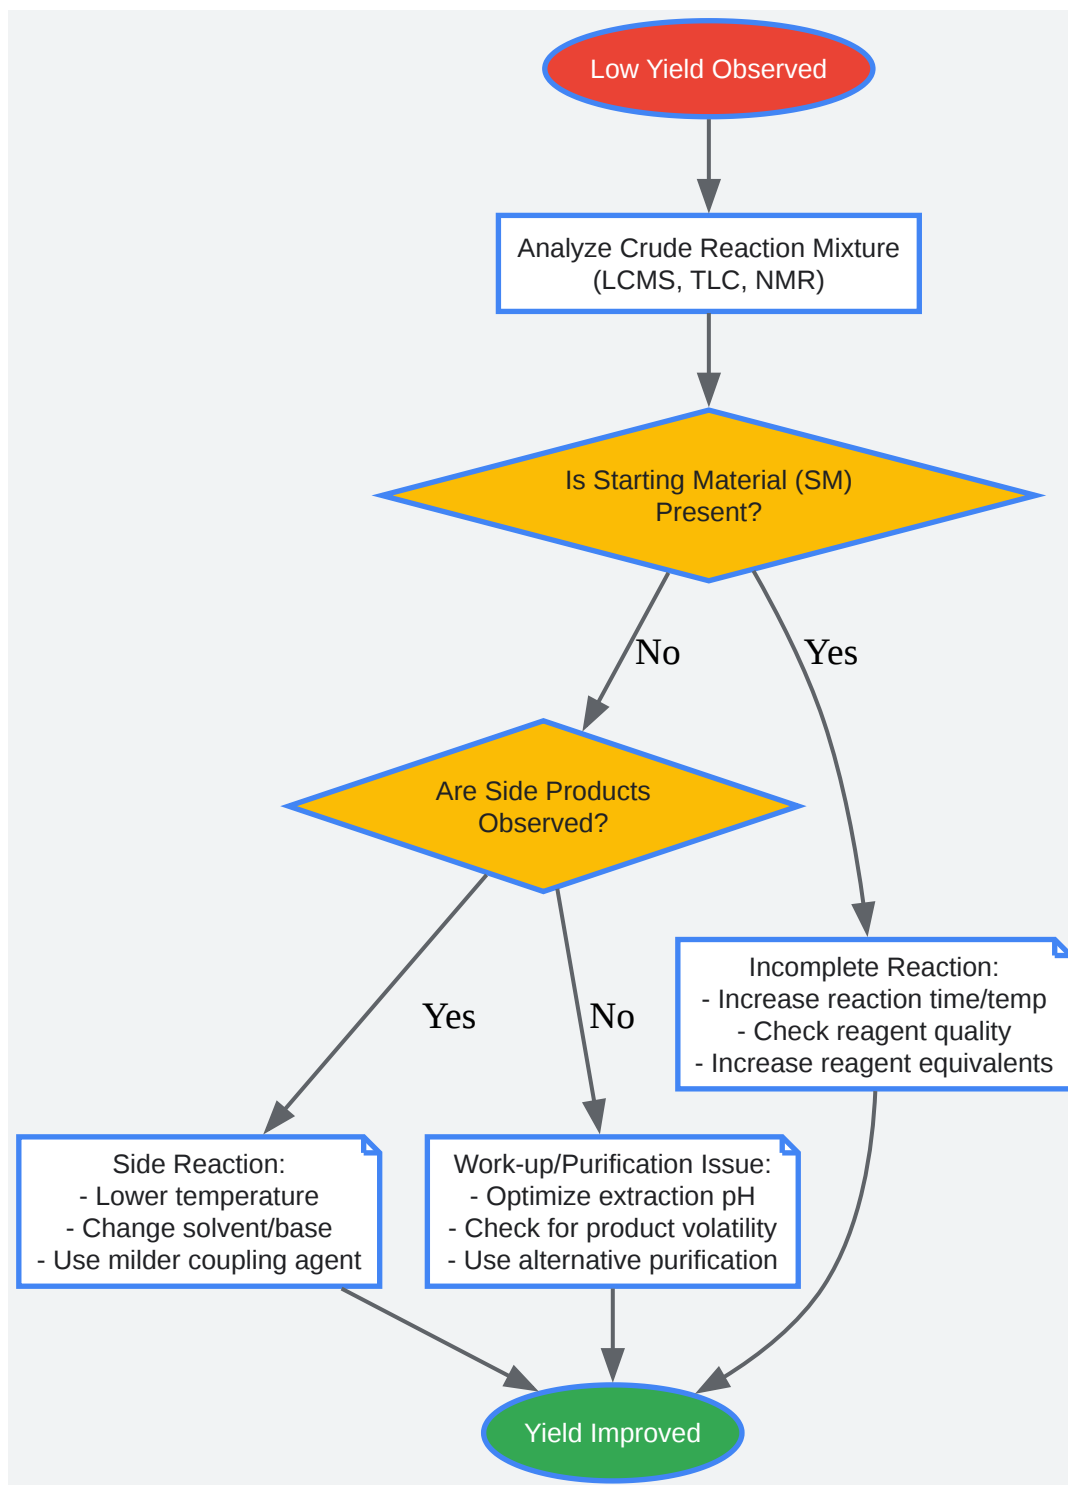 Low Yield Observed
Analyze Crude Reaction Mixture
(LCMS, TLC, NMR)
Is Starting Material (SM)
Present?
No
Yes
Are Side Products
Observed?
Incomplete Reaction:
- Increase reaction time/temp
- Check reagent quality
- Increase reagent equivalents
Yes
No
Side Reaction:
- Lower temperature
- Change solvent/base
- Use milder coupling agent
Work-up/Purification Issue:
- Optimize extraction pH
- Check for product volatility
- Use alternative purification
Yield Improved